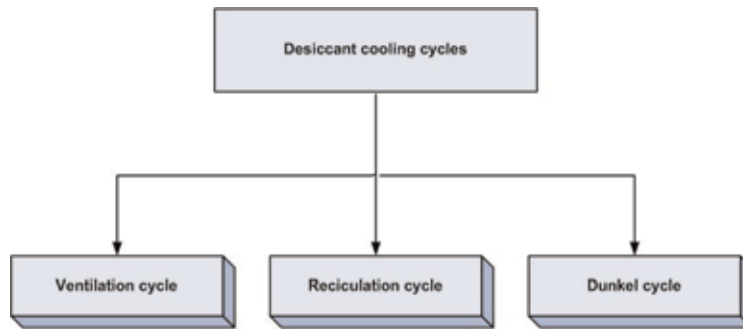 Desiccant cooling cycles
Ventilation cycle
Reciculation cycle
Dunkel cycle